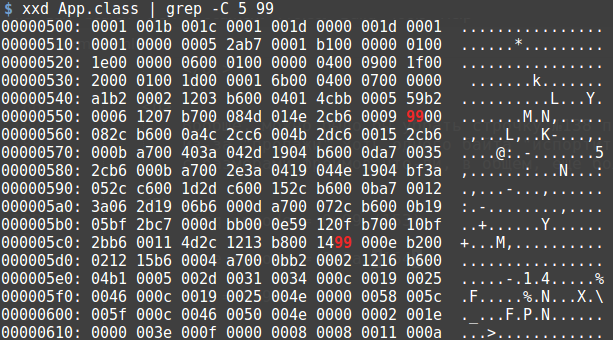 $ xxd App.class | grep -C 5 99
00000500: 0001 001b 001c 0001 001d 0000 001d 0001  ................
00000510: 0001 0000 0005 2ab7 0001 b100 0000 0100  ......*.........
00000520: 1e00 0000 0600 0100 0000 0400 0900 1f00  ................
00000530: 2000 0100 1d00 0001 6b00 0400 0700 0000   .......k.......
00000540: a1b2 0002 1203 b600 0401 4cbb 0005 59b2  ..........L...Y.
00000550: 0006 1207 b700 084d 014e 2cb6 0009 9900  .......M.N,.....
00000560: 082c b600 0a4c 2cc6 004b 2dc6 0015 2cb6  .,...L,..K-...,.
00000570: 000b a700 403a 042d 1904 b600 0da7 0035  ....@:.-.......5
00000580: 2cb6 000b a700 2e3a 0419 044e 1904 bf3a  ,......:...N...:
00000590: 052c c600 1d2d c600 152c b600 0ba7 0012  .,...-...,......
000005a0: 3a06 2d19 06b6 000d a700 072c b600 0b19  :.-........,....
000005b0: 05bf 2bc7 000d bb00 0e59 120f b700 10bf  ..+......Y......
000005c0: 2bb6 0011 4d2c 1213 b800 1499 000e b200  +...M,..........
000005d0: 0212 15b6 0004 a700 0bb2 0002 1216 b600  ................
000005e0: 04b1 0005 002d 0031 0034 000c 0019 0025  .....-.1.4.....%
000005f0: 0046 000c 0019 0025 004e 0000 0058 005c  .F.....%.N...X.\
00000600: 005f 000c 0046 0050 004e 0000 0002 001e  ._...F.P.N......
00000610: 0000 003e 000f 0000 0008 0008 0011 000a  ...>............